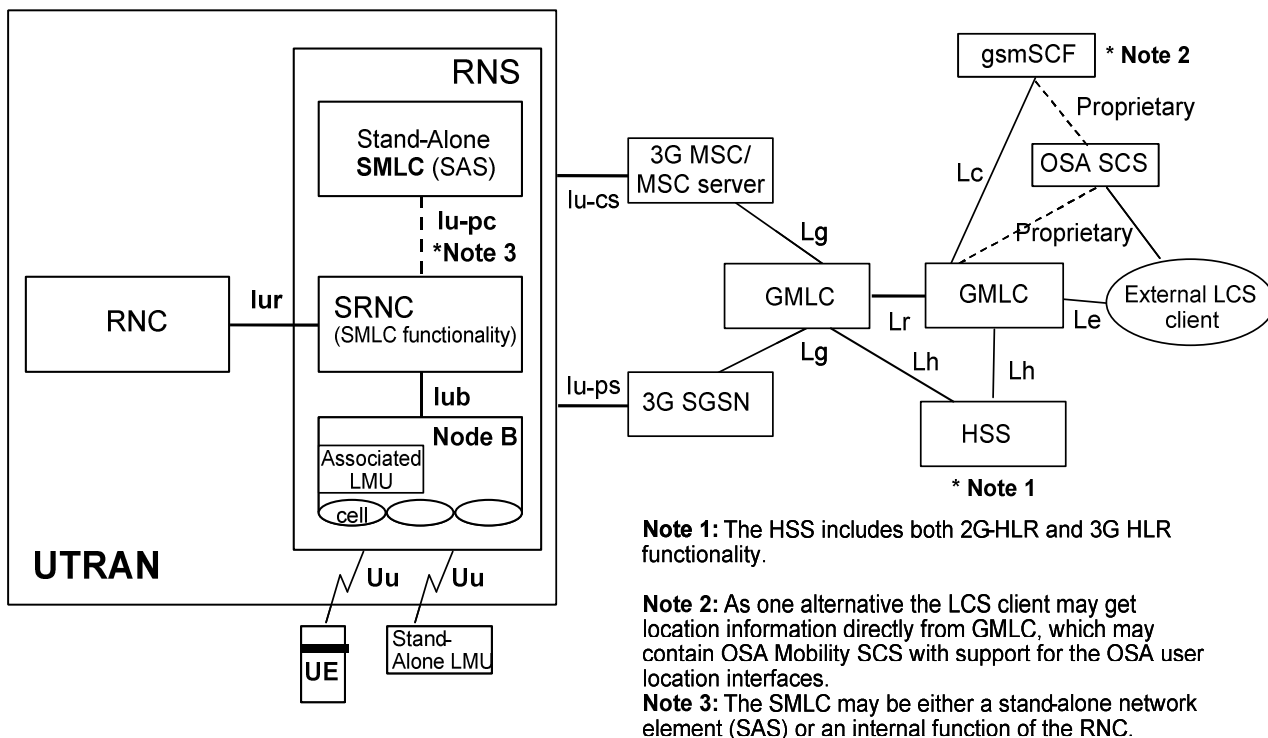 RNS
Stand-Alone
SMLC (SAS)
Iu-pc
*Note 3
RNC
Iur
SRNC
(SMLC functionality)
Iub
Node B
Associated
LMU
cell
UTRAN
Uu
Uu
UE
Stand-
Alone LMU
Iu-cs
Iu-ps
3G MSC/
MSC server
3G SGSN
Lg
Lg
GMLC
Lr
GMLC
Lh
Lh
HSS
* Note 1
gsmSCF
* Note 2
Proprietary
OSA SCS
Lc
Proprietary
Le
External LCS
client
Note 1: The HSS includes both 2G-HLR and 3G HLR
functionality.
Note 2: As one alternative the LCS client may get
location information directly from GMLC, which may
contain OSA Mobility SCS with support for the OSA user
location interfaces.
Note 3: The SMLC may be either a stand-alone network
element (SAS) or an internal function of the RNC.